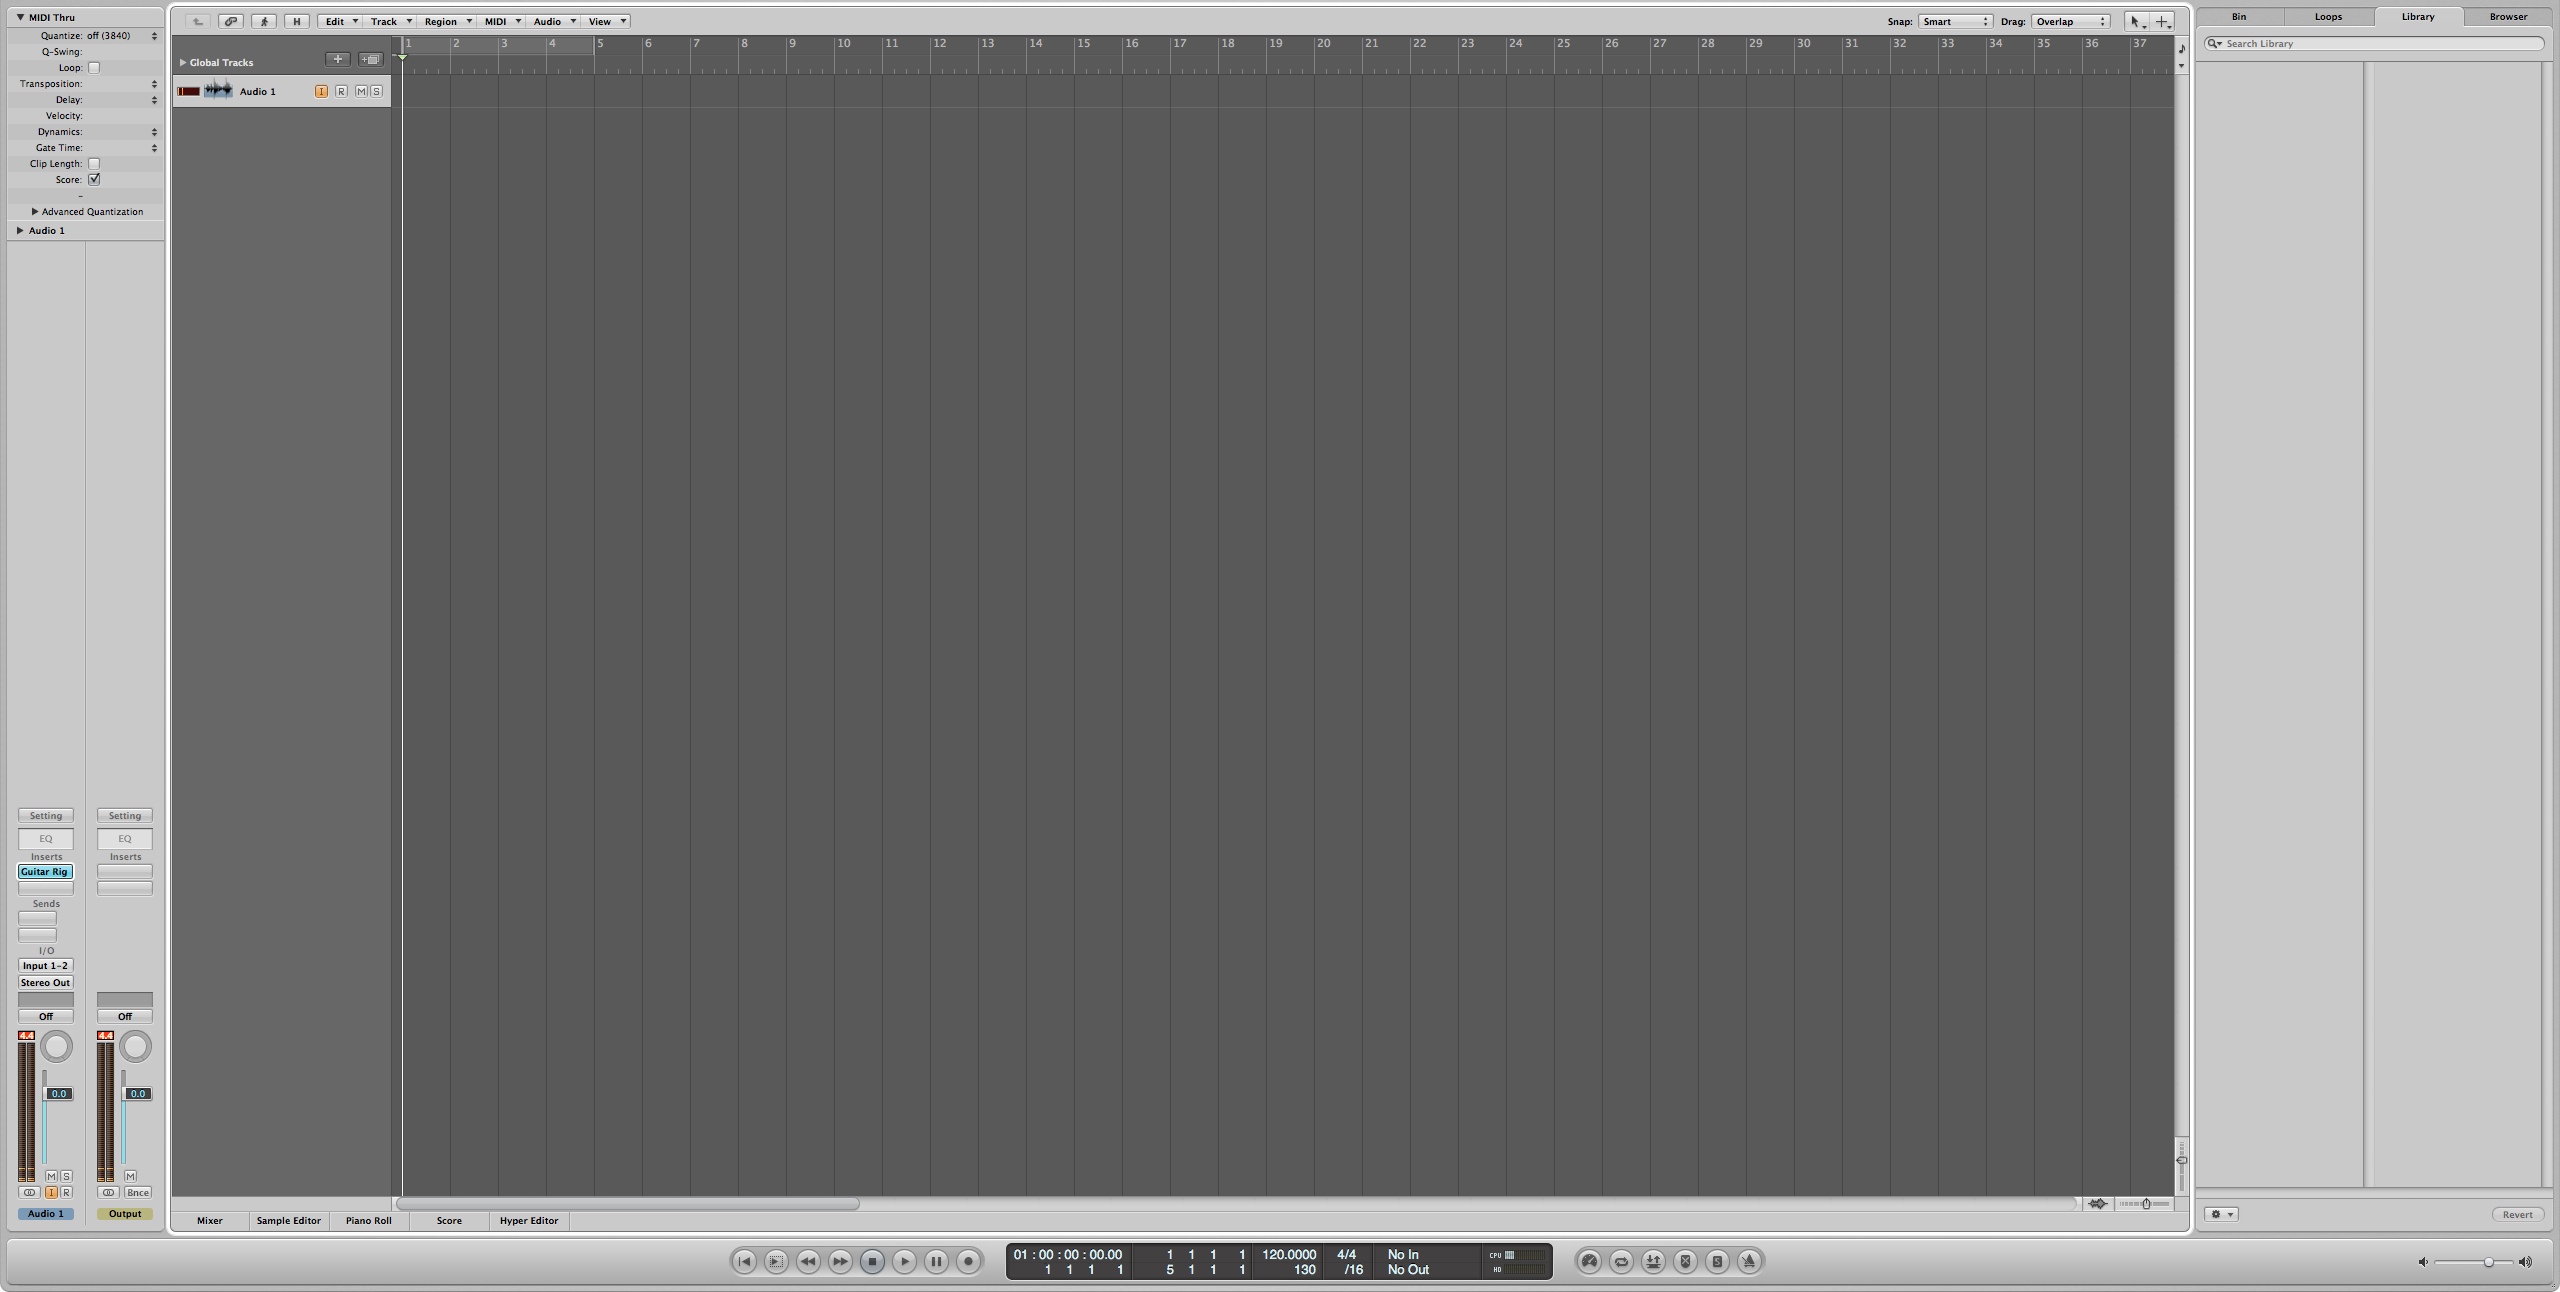 MIDI Thru
Quantize: off (3840)
Q-Swing:
Loop:
Transposition:
Delay:
Velocity:
Dynamics:
Gate Time:
Clip Length:
Score:
-
Advanced Quantization
Audio 1
Setting Setting
EQ EQ
Inserts Inserts
Guitar Rig
Sends
I/O
Input 1-2
Stereo Out
Off Off
4.4 4.4
0.0 0.0
M S M
I R Bnce
Audio 1 Output
H Edit Track Region MIDI Audio View Snap: Smart Drag: Overlap
Global Tracks
1 2 3 4 5 6 7 8 9 10 11 12 13 14 15 16 17 18 19 20 21 22 23 24 25 26 27 28 29 30 31 32 33 34 35 36 37
Audio 1 I R M S
Mixer Sample Editor Piano Roll Score Hyper Editor
Bin Loops Library Browser
Search Library
Revert
01 : 00 : 00 : 00.00 1 1 1 1 120.0000 4/4 No In CPU
1 1 1 1 5 1 1 1 130 /16 No Out HD
S